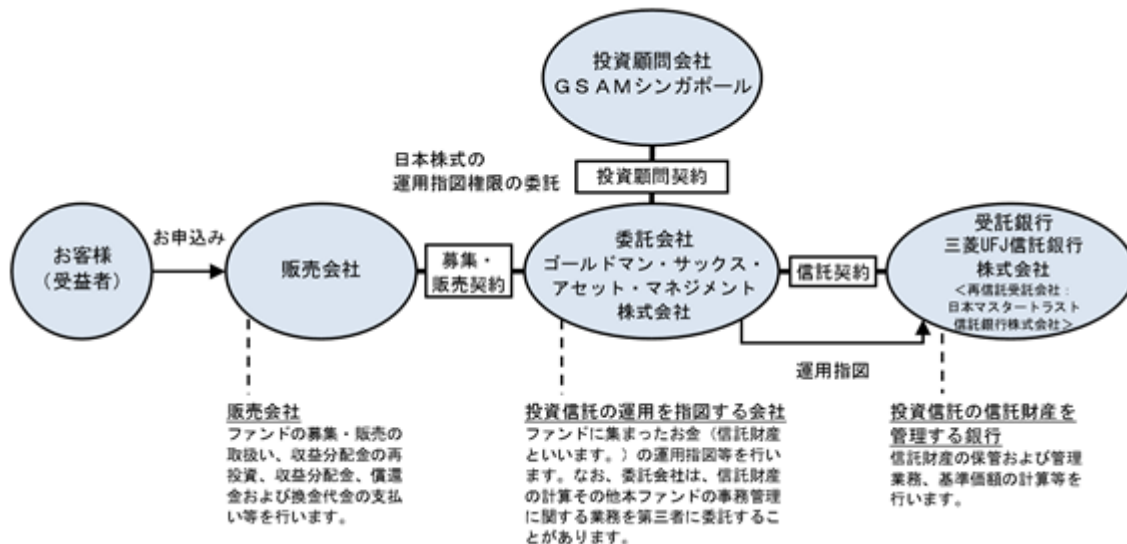 投資顧問会社
GSAMシンガポール
日本株式の
運用指図権限の委託
投資顧問契約
お客様
（受益者）
お申込み
販売会社
募集・
販売契約
委託会社
ゴールドマン・サックス・
アセット・マネジメント
株式会社
信託契約
受託銀行
三菱UFJ信託銀行
株式会社
＜再信託受託会社：
日本マスタートラスト
信託銀行株式会社＞
運用指図
販売会社
ファンドの募集・販売の
取扱い、収益分配金の再
投資、収益分配金、償還
金および換金代金の支払
い等を行います。
投資信託の運用を指図する会社
ファンドに集まったお金（信託財産
といいます。）の運用指図等を行い
ます。なお、委託会社は、信託財産
の計算その他本ファンドの事務管理
に関する業務を第三者に委託するこ
とがあります。
投資信託の信託財産を
管理する銀行
信託財産の保管および管理
業務、基準価額の計算等を
行います。